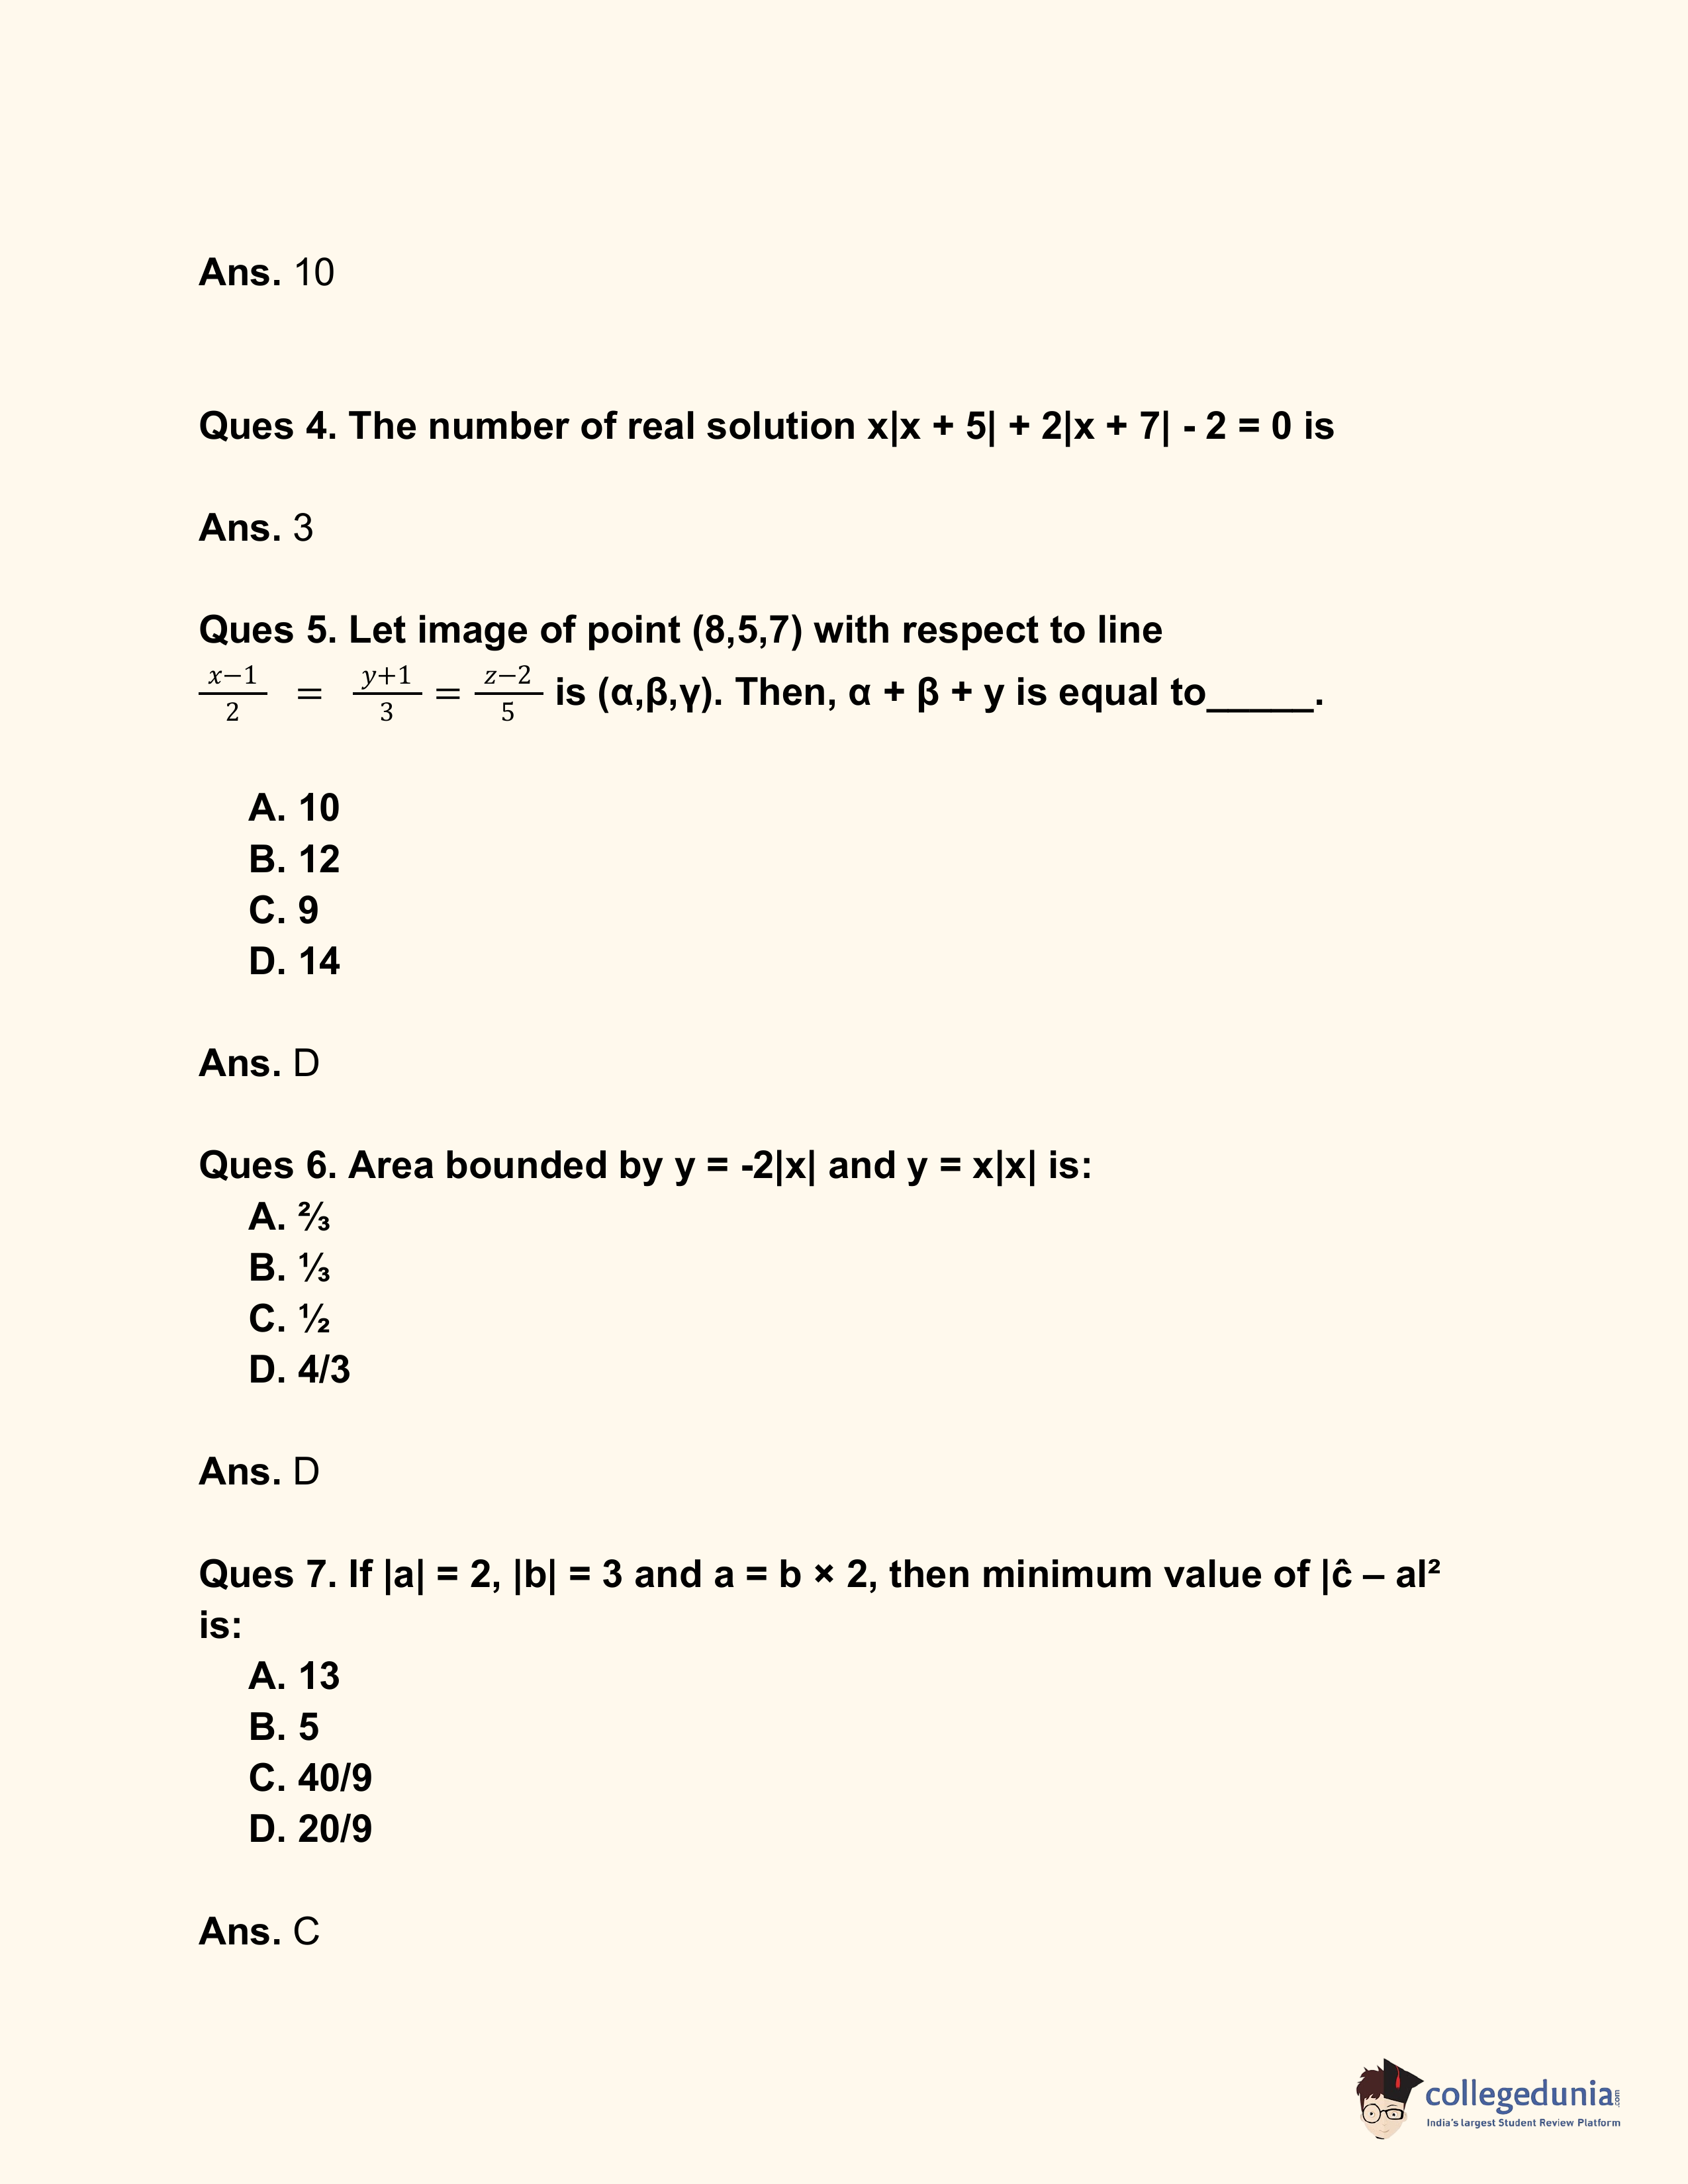 Ans. 10
Ques 4. The number of real solution x|x + 5| + 2|x + 7| - 2 = 0 is
Ans. 3
Ques 5. Let image of point (8,5,7) with respect to line
x−1/2 = y+1/3 = z−2/5 is (α,β,γ). Then, α + β + y is equal to_____.
A. 10
B. 12
C. 9
D. 14
Ans. D
Ques 6. Area bounded by y = -2|x| and y = x|x| is:
A. ⅔
B. ⅓
C. ½
D. 4/3
Ans. D
Ques 7. If |a| = 2, |b| = 3 and a = b × 2, then minimum value of |ĉ – al²
is:
A. 13
B. 5
C. 40/9
D. 20/9
Ans. C
collegedunia.com
India's largest Student Review Platform